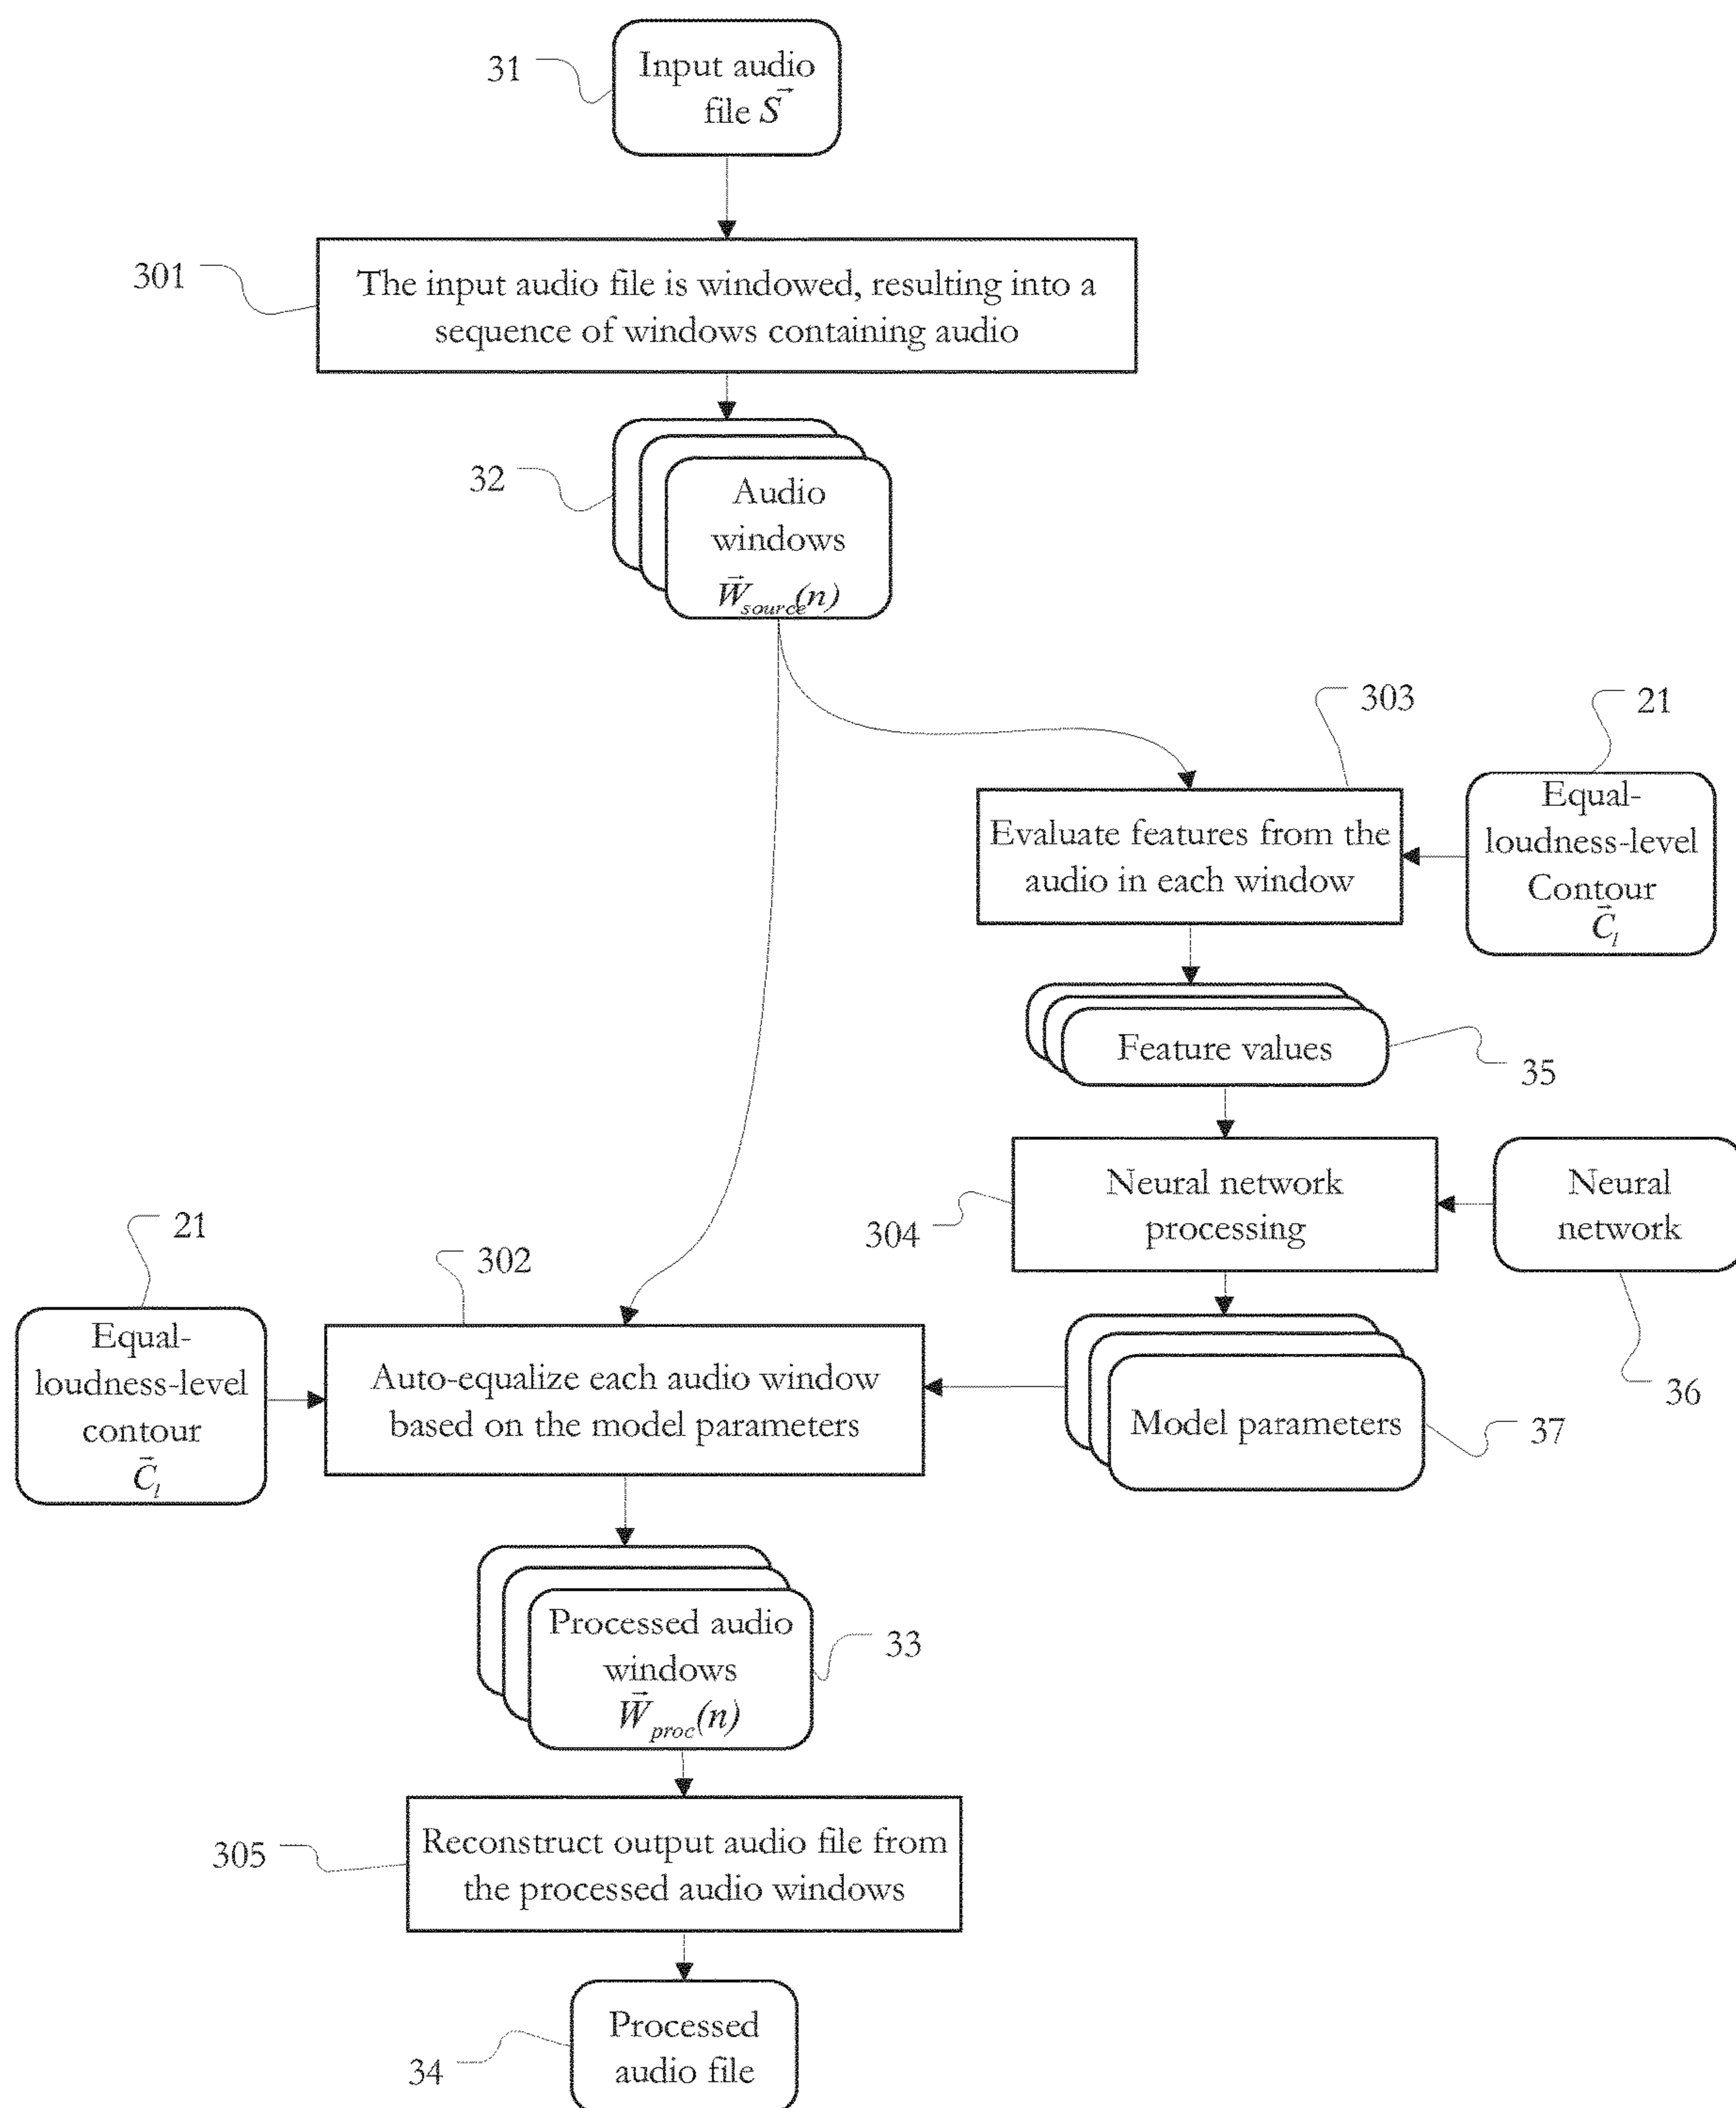 31
Input audio
file S⃗
301
The input audio file is windowed, resulting into a
sequence of windows containing audio
32
Audio
windows
W⃗source(n)
303
21
Evaluate features from the
audio in each window
Equal-
loudness-level
Contour
C⃗l
Feature values
35
304
Neural network
processing
Neural
network
36
21
302
Equal-
loudness-level
contour
C⃗l
Auto-equalize each audio window
based on the model parameters
Model parameters
37
Processed audio
windows
W⃗proc(n)
33
305
Reconstruct output audio file from
the processed audio windows
34
Processed
audio file